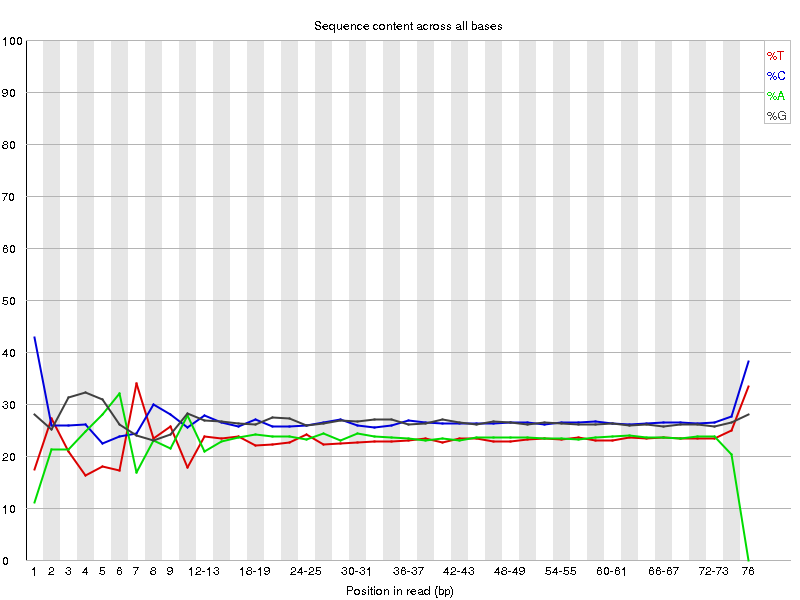 Sequence content across all bases
100
90
80
70
60
50
40
30
20
10
0
%T
%C
%A
%G
1 2 3 4 5 6 7 8 9 12-13 18-19 24-25 30-31 36-37 42-43 48-49 54-55 60-61 66-67 72-73 76
Position in read (bp)